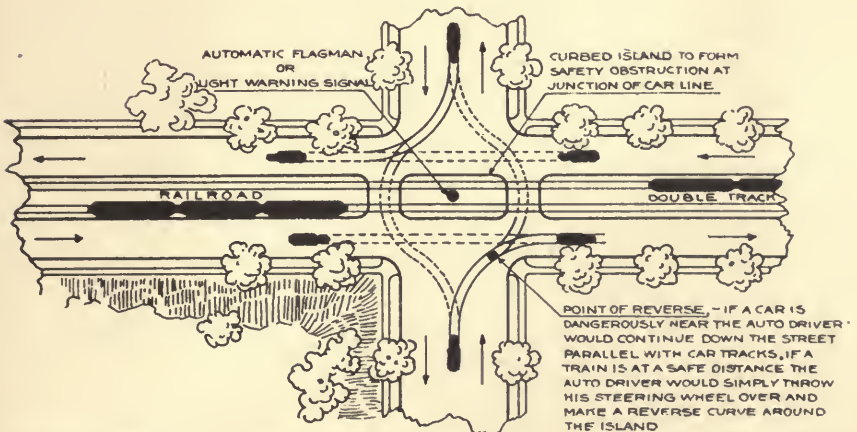 AUTOMATIC FLAGMAN
OR
LIGHT WARNING SIGNAL
CURBED ISLAND TO FORM
SAFETY OBSTRUCTION AT
JUNCTION OF CAR LINE
RAILROAD
DOUBLE TRACK
POINT OF REVERSE,-IF A CAR IS
DANGEROUSLY NEAR THE AUTO DRIVER
WOULD CONTINUE DOWN THE STREET
PARALLEL WITH CAR TRACKS, IF A
TRAIN IS AT A SAFE DISTANCE THE
AUTO DRIVER WOULD SIMPLY THROW
HIS STEERING WHEEL OVER AND
MAKE A REVERSE CURVE AROUND
THE ISLAND